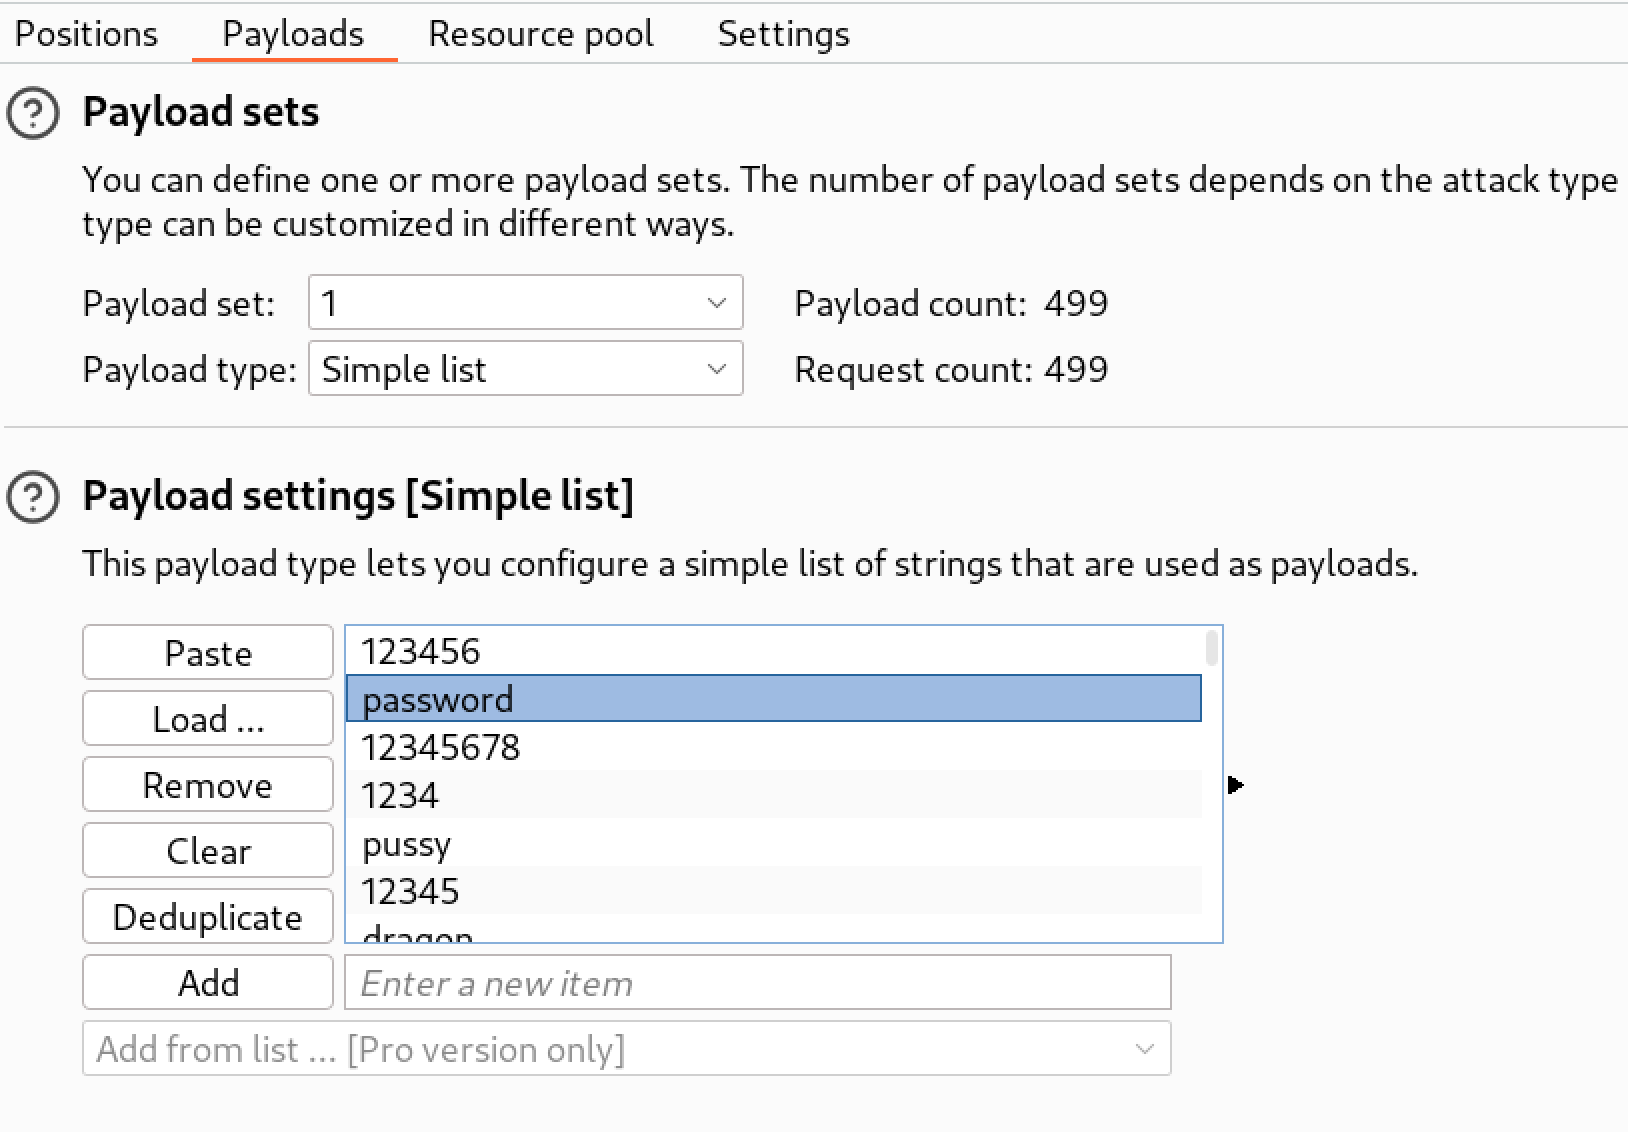 Positions Payloads Resource pool Settings
Payload sets
You can define one or more payload sets. The number of payload sets depends on the attack type
type can be customized in different ways.
Payload set: 1 Payload count: 499
Payload type: Simple list Request count: 499
Payload settings [Simple list]
This payload type lets you configure a simple list of strings that are used as payloads.
Paste
Load ...
Remove
Clear
Deduplicate
Add
123456
password
12345678
1234
pussy
12345
dragon
Enter a new item
Add from list ... [Pro version only]